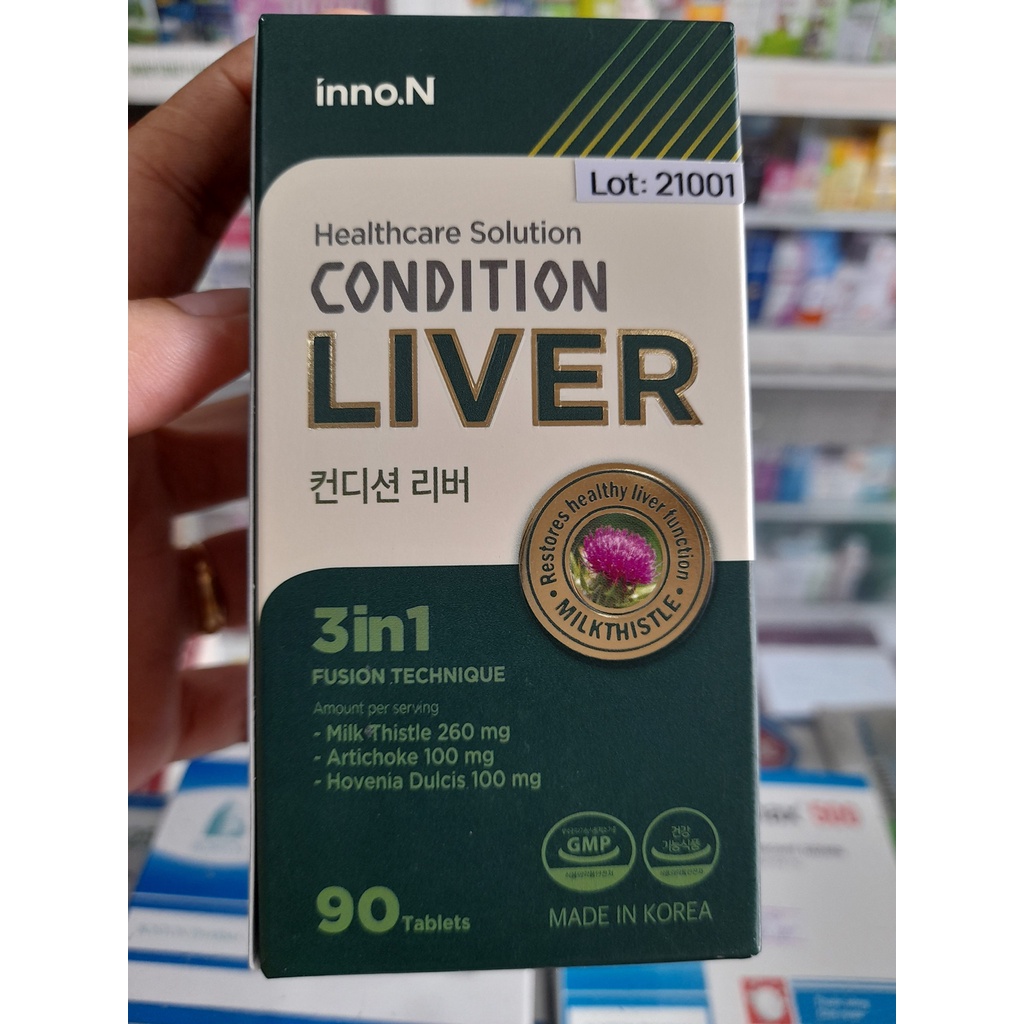 inno.N
Lot: 21001
Healthcare Solution
CONDITION
LIVER
컨디션 리버
Restores healthy liver function
• MILKTHISTLE •
3in1
FUSION TECHNIQUE
Amount per serving
- Milk Thistle 260 mg
- Artichoke 100 mg
- Hovenia Dulcis 100 mg
GMP
건강
기능식품
90 Tablets
MADE IN KOREA